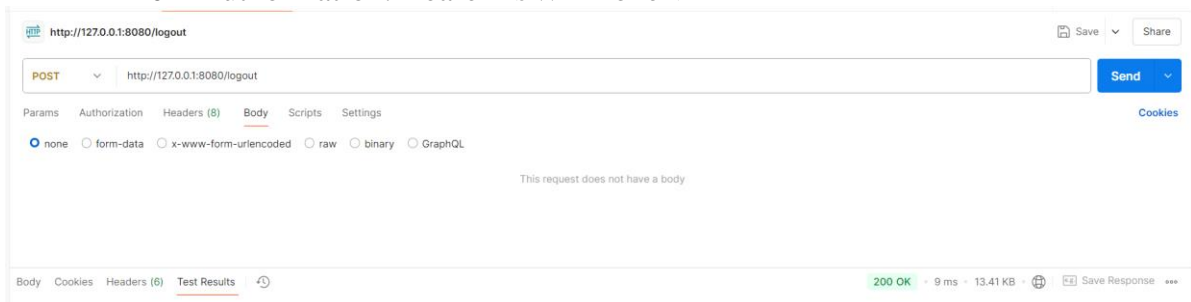 HTTP http://127.0.0.1:8080/logout Save Share
POST http://127.0.0.1:8080/logout Send
Params Authorization Headers (8) Body Scripts Settings Cookies
none form-data x-www-form-urlencoded raw binary GraphQL
This request does not have a body
Body Cookies Headers (6) Test Results 200 OK · 9 ms · 13.41 KB · Save Response